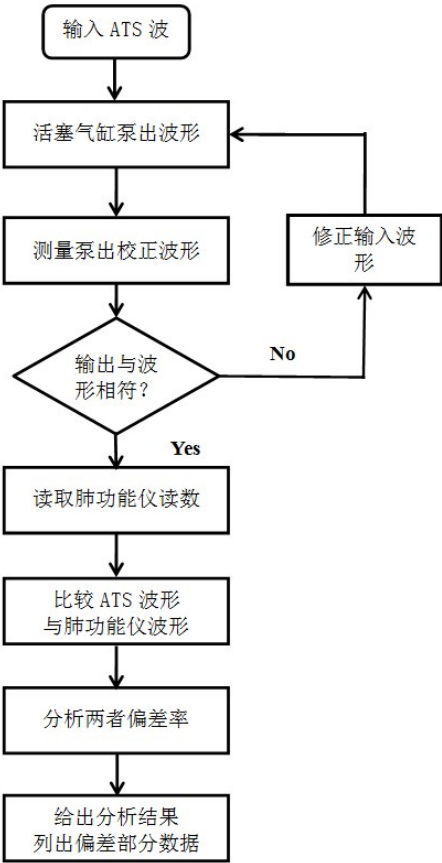 输入 ATS 波
活塞气缸泵出波形
测量泵出校正波形
修正输入波
形
输出与波
形相符？
No
Yes
读取肺功能仪读数
比较 ATS 波形
与肺功能仪波形
分析两者偏差率
给出分析结果
列出偏差部分数据